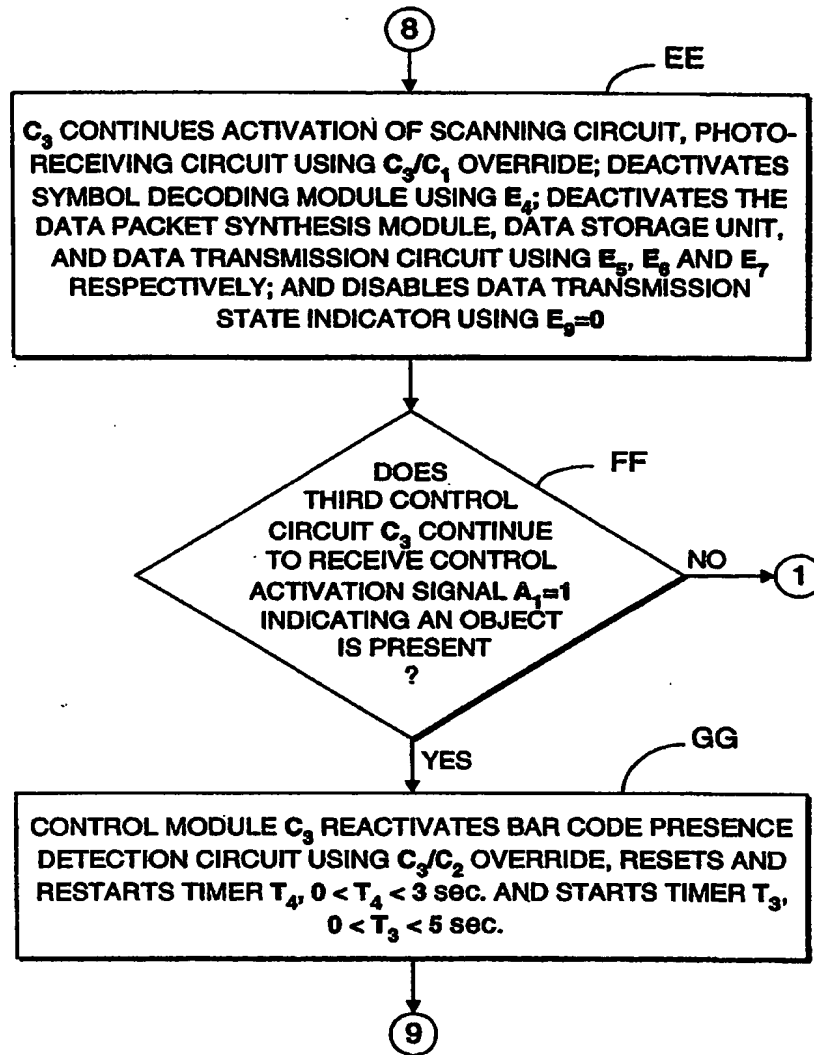 8
EE
C₃ CONTINUES ACTIVATION OF SCANNING CIRCUIT, PHOTO-
RECEIVING CIRCUIT USING C₃/C₁ OVERRIDE; DEACTIVATES
SYMBOL DECODING MODULE USING E₄; DEACTIVATES THE
DATA PACKET SYNTHESIS MODULE, DATA STORAGE UNIT,
AND DATA TRANSMISSION CIRCUIT USING E₅, E₆ AND E₇
RESPECTIVELY; AND DISABLES DATA TRANSMISSION
STATE INDICATOR USING E₉=0
FF
DOES
THIRD CONTROL
CIRCUIT C₃ CONTINUE
TO RECEIVE CONTROL
ACTIVATION SIGNAL A₁=1
INDICATING AN OBJECT
IS PRESENT
?
NO
1
YES
GG
CONTROL MODULE C₃ REACTIVATES BAR CODE PRESENCE
DETECTION CIRCUIT USING C₃/C₂ OVERRIDE, RESETS AND
RESTARTS TIMER T₄, 0 < T₄ < 3 sec. AND STARTS TIMER T₃,
0 < T₃ < 5 sec.
9